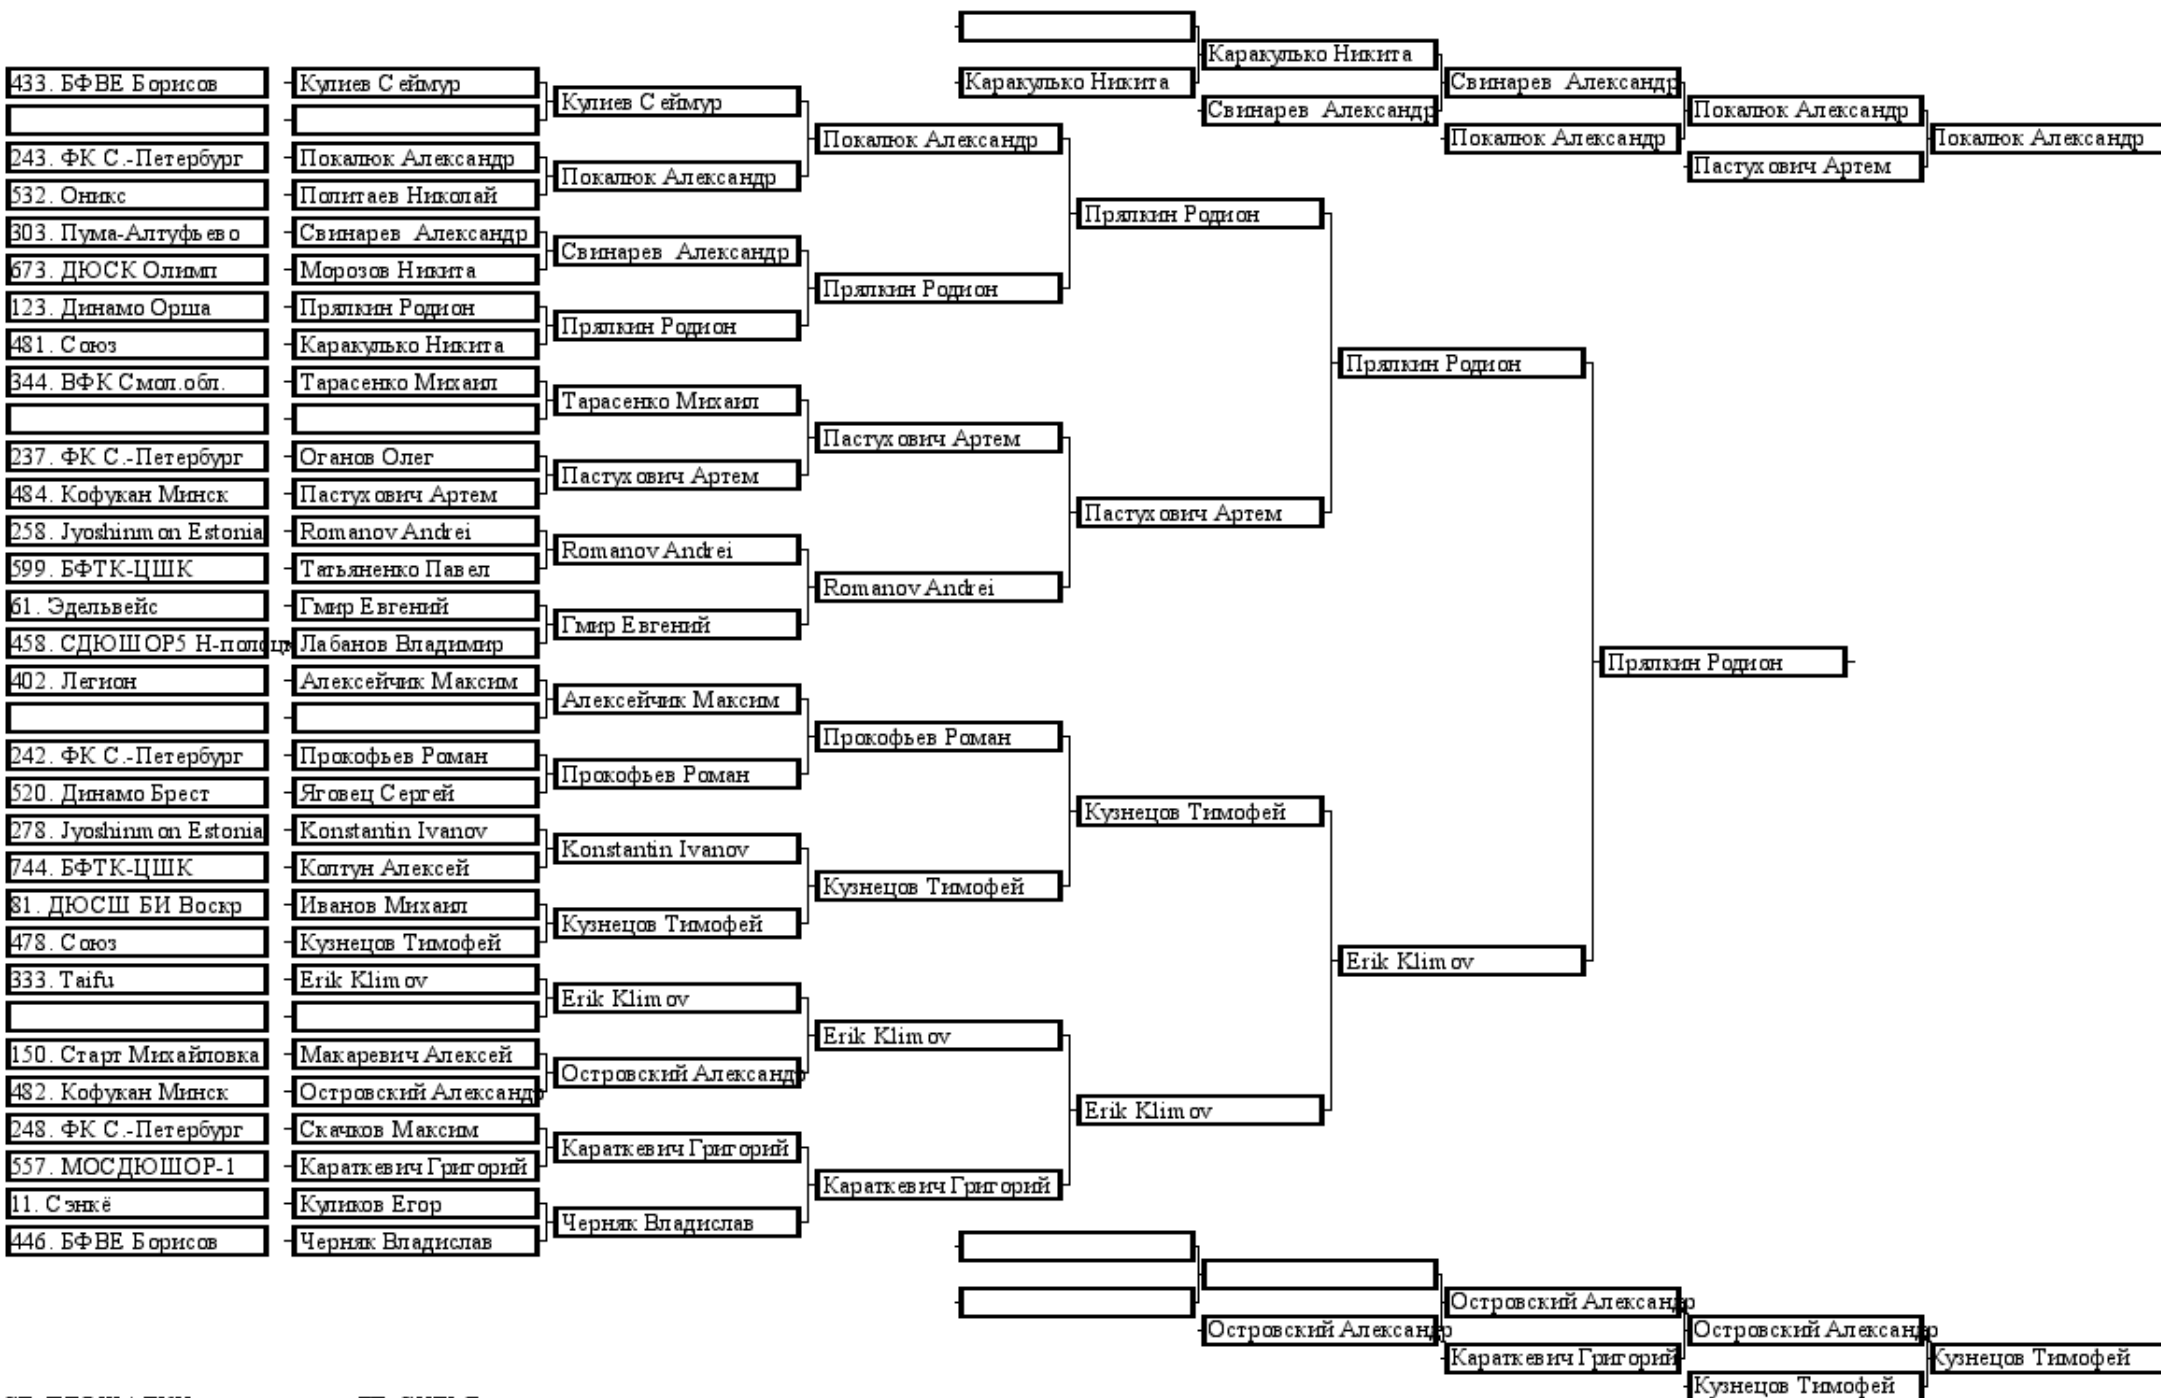 Каракулько Никита
Каракулько Никита
Свинарев Александр
Свинарев Александр
Покалюк Александр
Покалюк Александр
Пастухович Артем
Покалюк Александр
433. БФВЕ Борисов Кулиев Сеймур
243. ФК С.-Петербург Покалюк Александр
532. Оникс Политаев Николай
303. Пума-Алтуфьево Свинарев Александр
673. ДЮСК Олимп Морозов Никита
123. Динамо Орша Прялкин Родион
481. Союз Каракулько Никита
344. ВФК Смол.обл. Тарасенко Михаил
237. ФК С.-Петербург Оганов Олег
484. Кофукан Минск Пастухович Артем
258. Jyoshinmon Estonia Romanov Andrei
599. БФТК-ЦШК Татьяненко Павел
61. Эдельвейс Гмир Евгений
458. СДЮШОР5 Н-полоцк Лабанов Владимир
402. Легион Алексейчик Максим
242. ФК С.-Петербург Прокофьев Роман
520. Динамо Брест Яговец Сергей
278. Jyoshinmon Estonia Konstantin Ivanov
744. БФТК-ЦШК Колтун Алексей
81. ДЮСШ БИ Воскр Иванов Михаил
478. Союз Кузнецов Тимофей
333. Taifu Erik Klimov
150. Старт Михайловка Макаревич Алексей
482. Кофукан Минск Островский Александр
248. ФК С.-Петербург Скачков Максим
557. МОСДЮШОР-1 Караткевич Григорий
11. Сэнкё Куликов Егор
446. БФВЕ Борисов Черняк Владислав
Кулиев Сеймур
Покалюк Александр
Свинарев Александр
Прялкин Родион
Тарасенко Михаил
Пастухович Артем
Romanov Andrei
Гмир Евгений
Алексейчик Максим
Прокофьев Роман
Konstantin Ivanov
Кузнецов Тимофей
Erik Klimov
Островский Александр
Караткевич Григорий
Черняк Владислав
Покалюк Александр
Прялкин Родион
Пастухович Артем
Romanov Andrei
Прокофьев Роман
Кузнецов Тимофей
Erik Klimov
Караткевич Григорий
Прялкин Родион
Пастухович Артем
Кузнецов Тимофей
Erik Klimov
Прялкин Родион
Erik Klimov
Прялкин Родион
Островский Александр
Островский Александр
Караткевич Григорий
Островский Александр
Кузнецов Тимофей
Кузнецов Тимофей